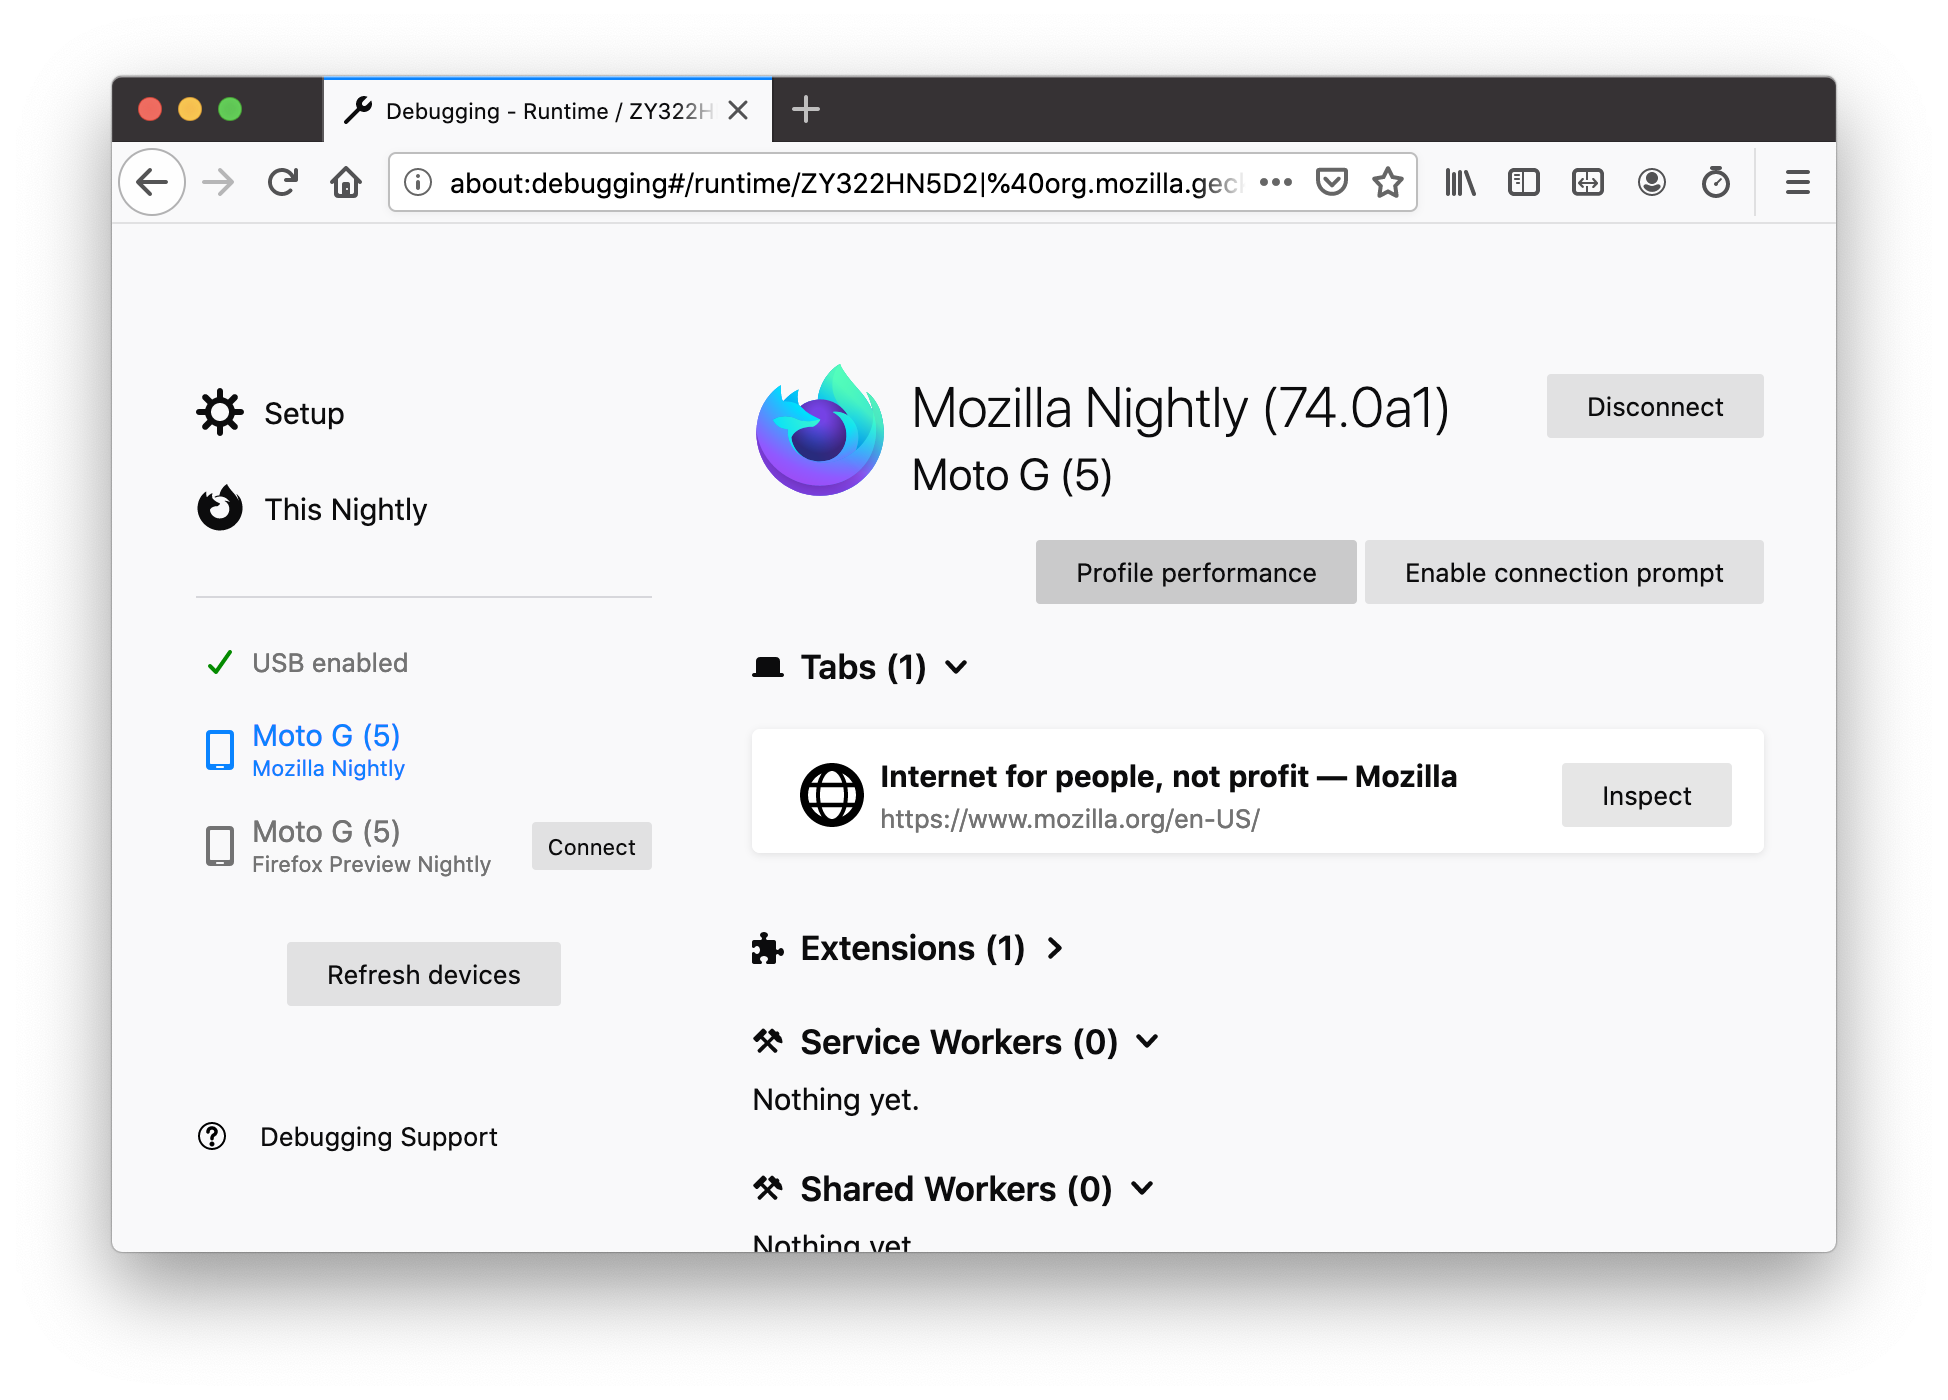 Debugging - Runtime / ZY322H
about:debugging#/runtime/ZY322HN5D2|%40org.mozilla.gec
Setup
This Nightly
USB enabled
Moto G (5)
Mozilla Nightly
Moto G (5)
Firefox Preview Nightly
Connect
Refresh devices
Debugging Support
Mozilla Nightly (74.0a1)
Moto G (5)
Disconnect
Profile performance
Enable connection prompt
Tabs (1)
Internet for people, not profit — Mozilla
https://www.mozilla.org/en-US/
Inspect
Extensions (1)
Service Workers (0)
Nothing yet.
Shared Workers (0)
Nothing yet